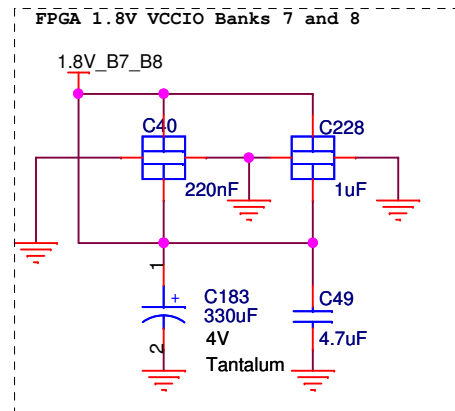 FPGA 1.8V VCCIO Banks 7 and 8
1.8V_B7_B8
C40
C228
220nF
1uF
1
C183
C49
+
330uF
4V
4.7uF
2
Tantalum